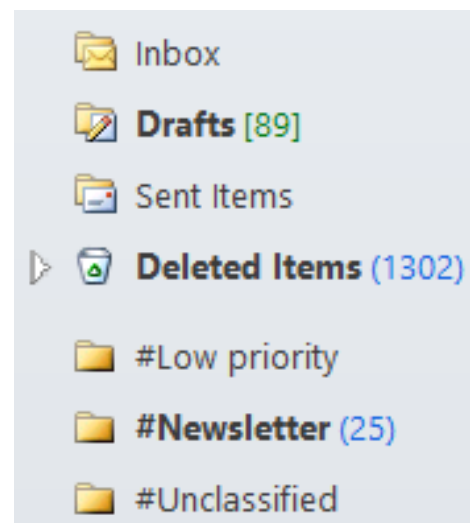 Inbox
Drafts [89]
Sent Items
Deleted Items (1302)
#Low priority
#Newsletter (25)
#Unclassified